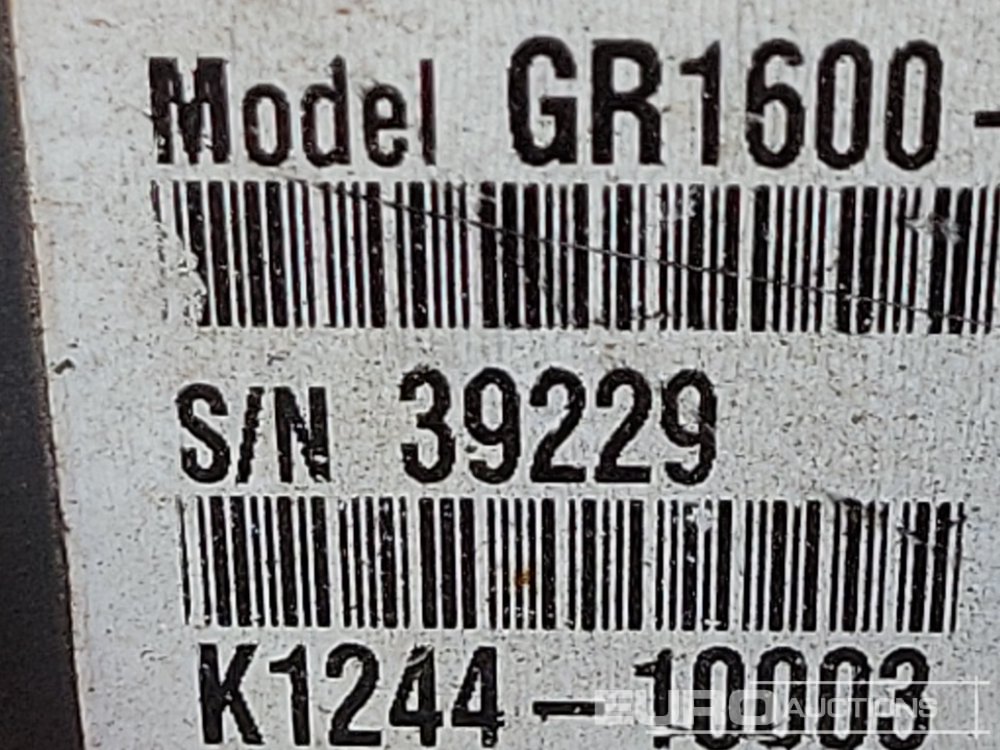 Model GR1600-
S/N 39229
K1244-10003
EURO AUCTIONS